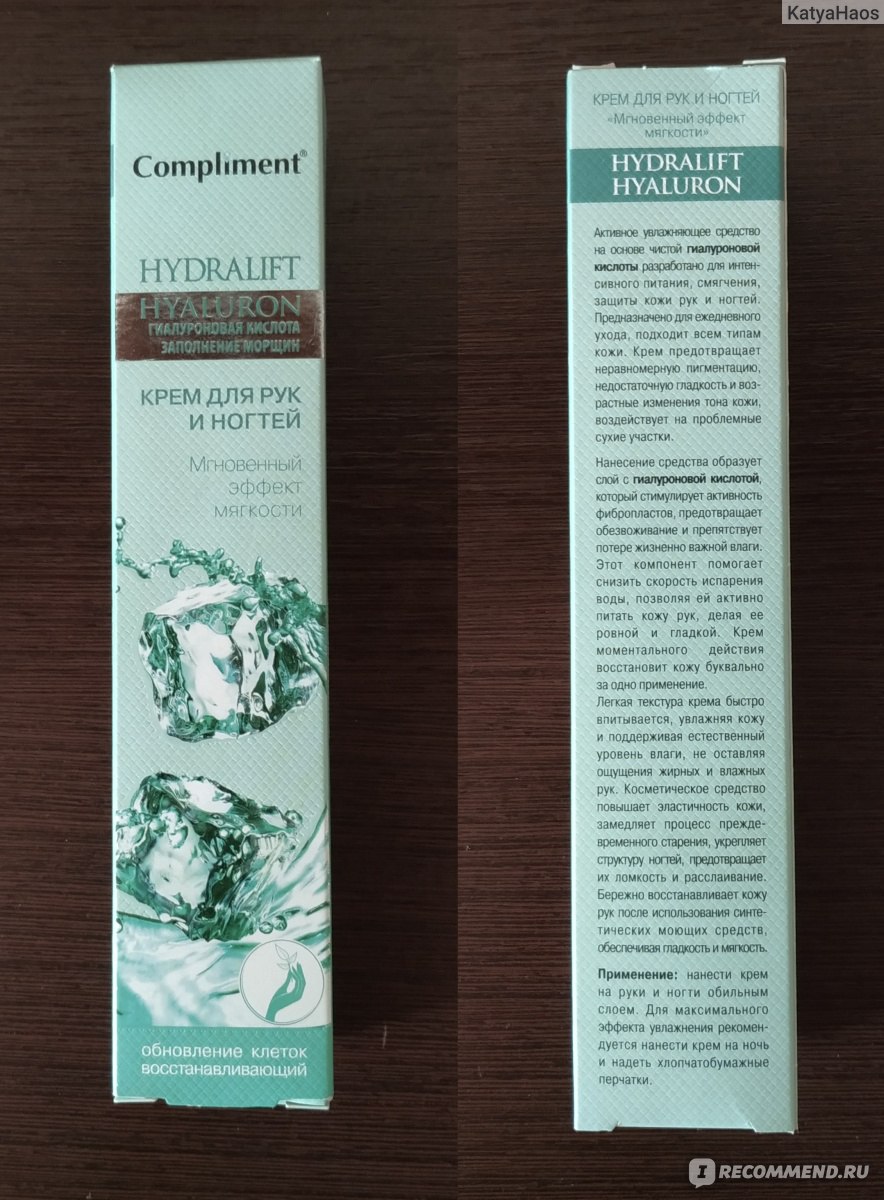 KatyaHaos
Compliment®
HYDRALIFT
HYALURON
ГИАЛУРОНОВАЯ КИСЛОТА
ЗАПОЛНЕНИЕ МОРЩИН
КРЕМ ДЛЯ РУК
И НОГТЕЙ
Мгновенный
эффект
мягкости
обновление клеток
восстанавливающий
КРЕМ ДЛЯ РУК И НОГТЕЙ
«Мгновенный эффект
мягкости»
HYDRALIFT
HYALURON
Активное увлажняющее средство
на основе чистой гиалуроновой
кислоты разработано для интен-
сивного питания, смягчения,
защиты кожи рук и ногтей.
Предназначено для ежедневного
ухода, подходит всем типам
кожи. Крем предотвращает
неравномерную пигментацию,
недостаточную гладкость и воз-
растные изменения тона кожи,
воздействует на проблемные
сухие участки.
Нанесение средства образует
слой с гиалуроновой кислотой,
который стимулирует активность
фибропластов, предотвращает
обезвоживание и препятствует
потере жизненно важной влаги.
Этот компонент помогает
снизить скорость испарения
воды, позволяя ей активно
питать кожу рук, делая ее
ровной и гладкой. Крем
моментального действия
восстановит кожу буквально
за одно применение.
Легкая текстура крема быстро
впитывается, увлажняя кожу
и поддерживая естественный
уровень влаги, не оставляя
ощущения жирных и влажных
рук. Косметическое средство
повышает эластичность кожи,
замедляет процесс прежде-
временного старения, укрепляет
структуру ногтей, предотвращает
их ломкость и расслаивание.
Бережно восстанавливает кожу
рук после использования синте-
тических моющих средств,
обеспечивая гладкость и мягкость.
Применение: нанести крем
на руки и ногти обильным
слоем. Для максимального
эффекта увлажнения рекомен-
дуется нанести крем на ночь
и надеть хлопчатобумажные
перчатки.
IRECOMMEND.RU